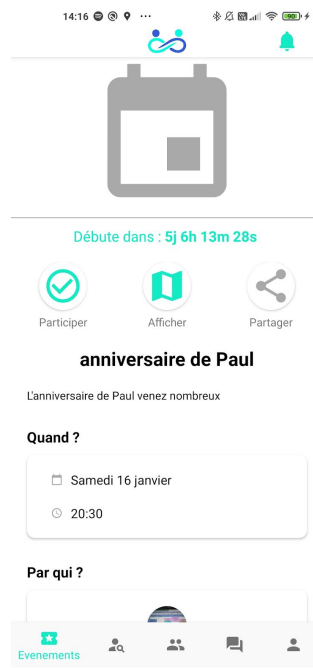 14:16
90
Débute dans : 5j 6h 13m 28s
Participer
Afficher
Partager
anniversaire de Paul
L'anniversaire de Paul venez nombreux
Quand ?
Samedi 16 janvier
20:30
Par qui ?
Evenements